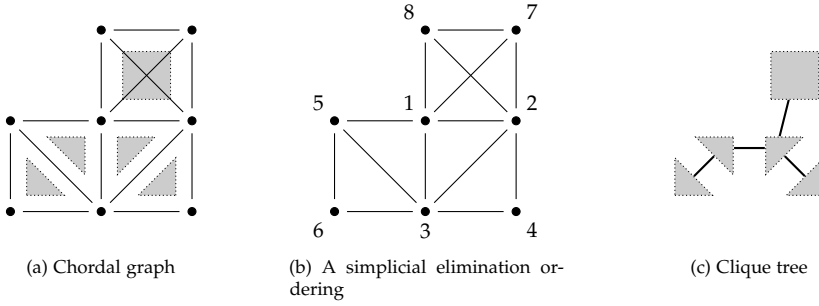 8 7
5 1 2
6 3 4
(a) Chordal graph
(b) A simplicial elimination or-
dering
(c) Clique tree